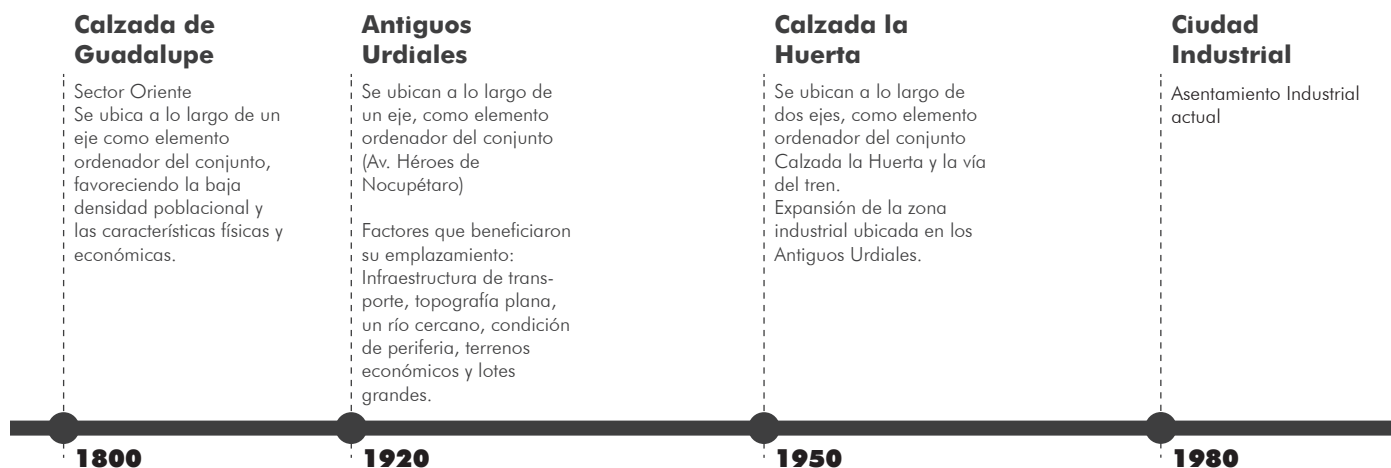 Calzada de
Guadalupe
Sector Oriente
Se ubica a lo largo de un
eje como elemento
ordenador del conjunto,
favoreciendo la baja
densidad poblacional y
las características físicas y
económicas.
1800
Antiguos
Urdiales
Se ubican a lo largo de
un eje, como elemento
ordenador del conjunto
(Av. Héroes de
Nocupétaro)
Factores que beneficiaron
su emplazamiento:
Infraestructura de trans-
porte, topografía plana,
un río cercano, condición
de periferia, terrenos
económicos y lotes
grandes.
1920
Calzada la
Huerta
Se ubican a lo largo de
dos ejes, como elemento
ordenador del conjunto
Calzada la Huerta y la vía
del tren.
Expansión de la zona
industrial ubicada en los
Antiguos Urdiales.
1950
Ciudad
Industrial
Asentamiento Industrial
actual
1980